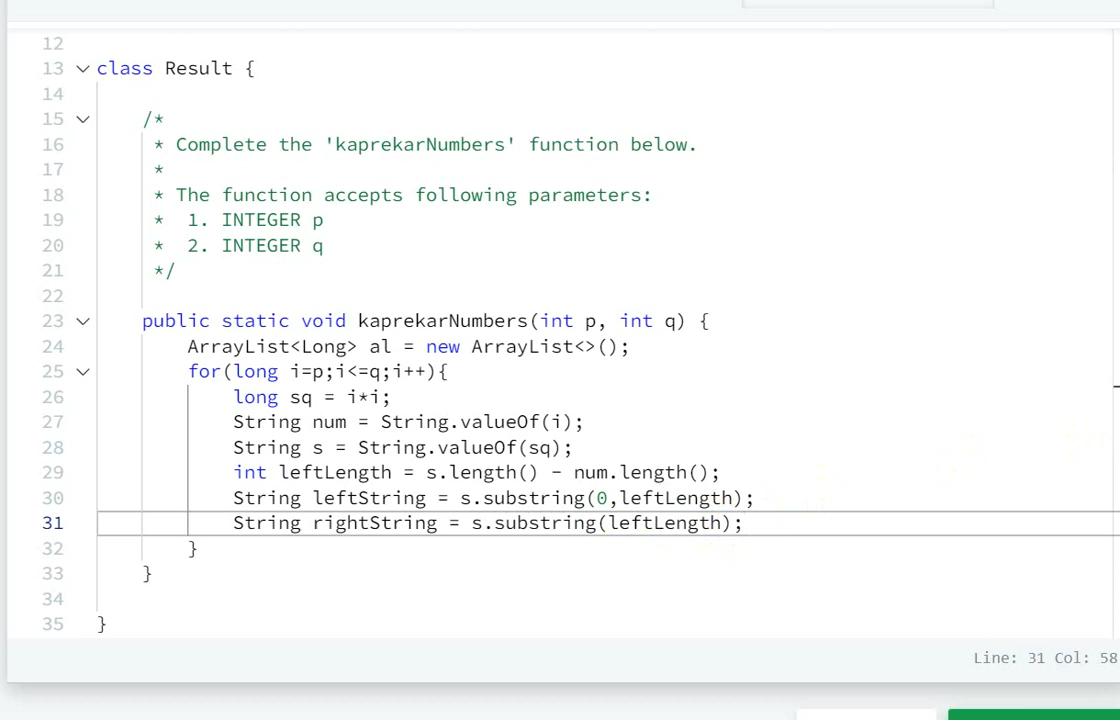 12
13 class Result {
14
15 /*
16 * Complete the 'kaprekarNumbers' function below.
17 *
18 * The function accepts following parameters:
19 * 1. INTEGER p
20 * 2. INTEGER q
21 */
22
23 public static void kaprekarNumbers(int p, int q) {
24 ArrayList<Long> al = new ArrayList<>();
25 for(long i=p;i<=q;i++){
26 long sq = i*i;
27 String num = String.valueOf(i);
28 String s = String.valueOf(sq);
29 int leftLength = s.length() - num.length();
30 String leftString = s.substring(0,leftLength);
31 String rightString = s.substring(leftLength);
32 }
33 }
34
35 }
Line: 31 Col: 58